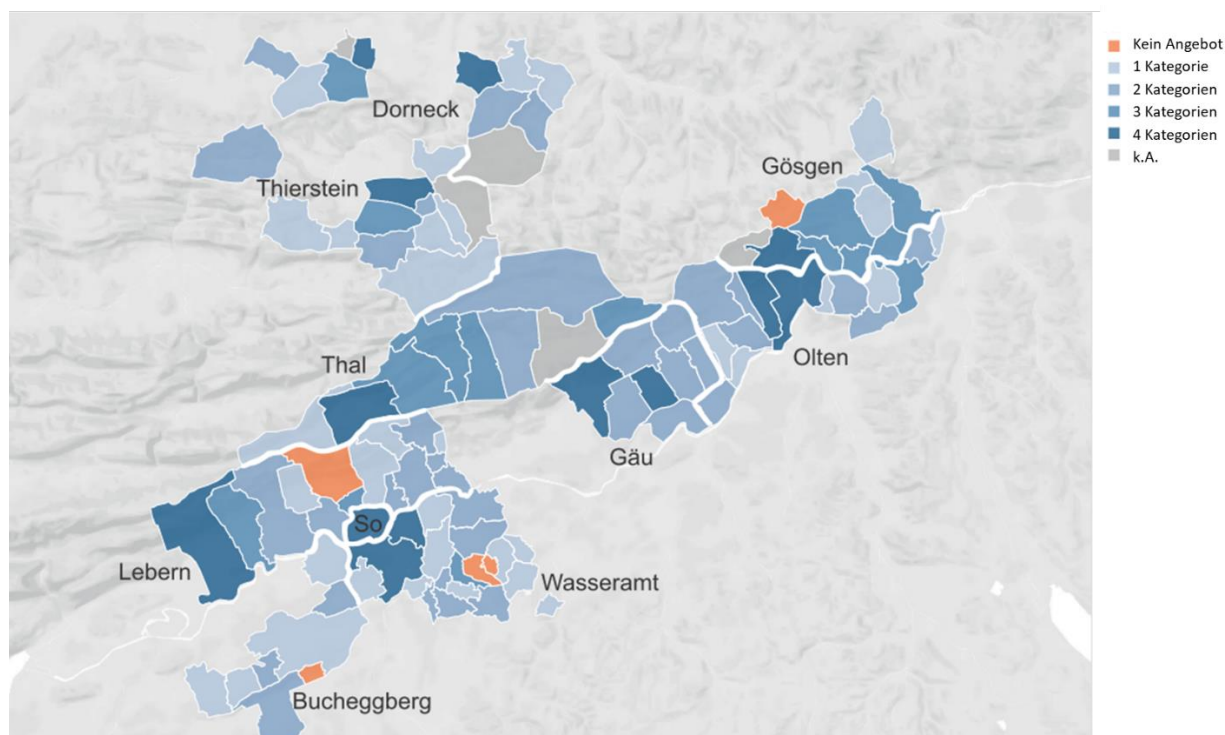 Kein Angebot
1 Kategorie
2 Kategorien
3 Kategorien
4 Kategorien
k.A.
Dorneck
Gösgen
Thierstein
Thal
Olten
Gäu
So
Lebern
Wasseramt
Bucheggberg